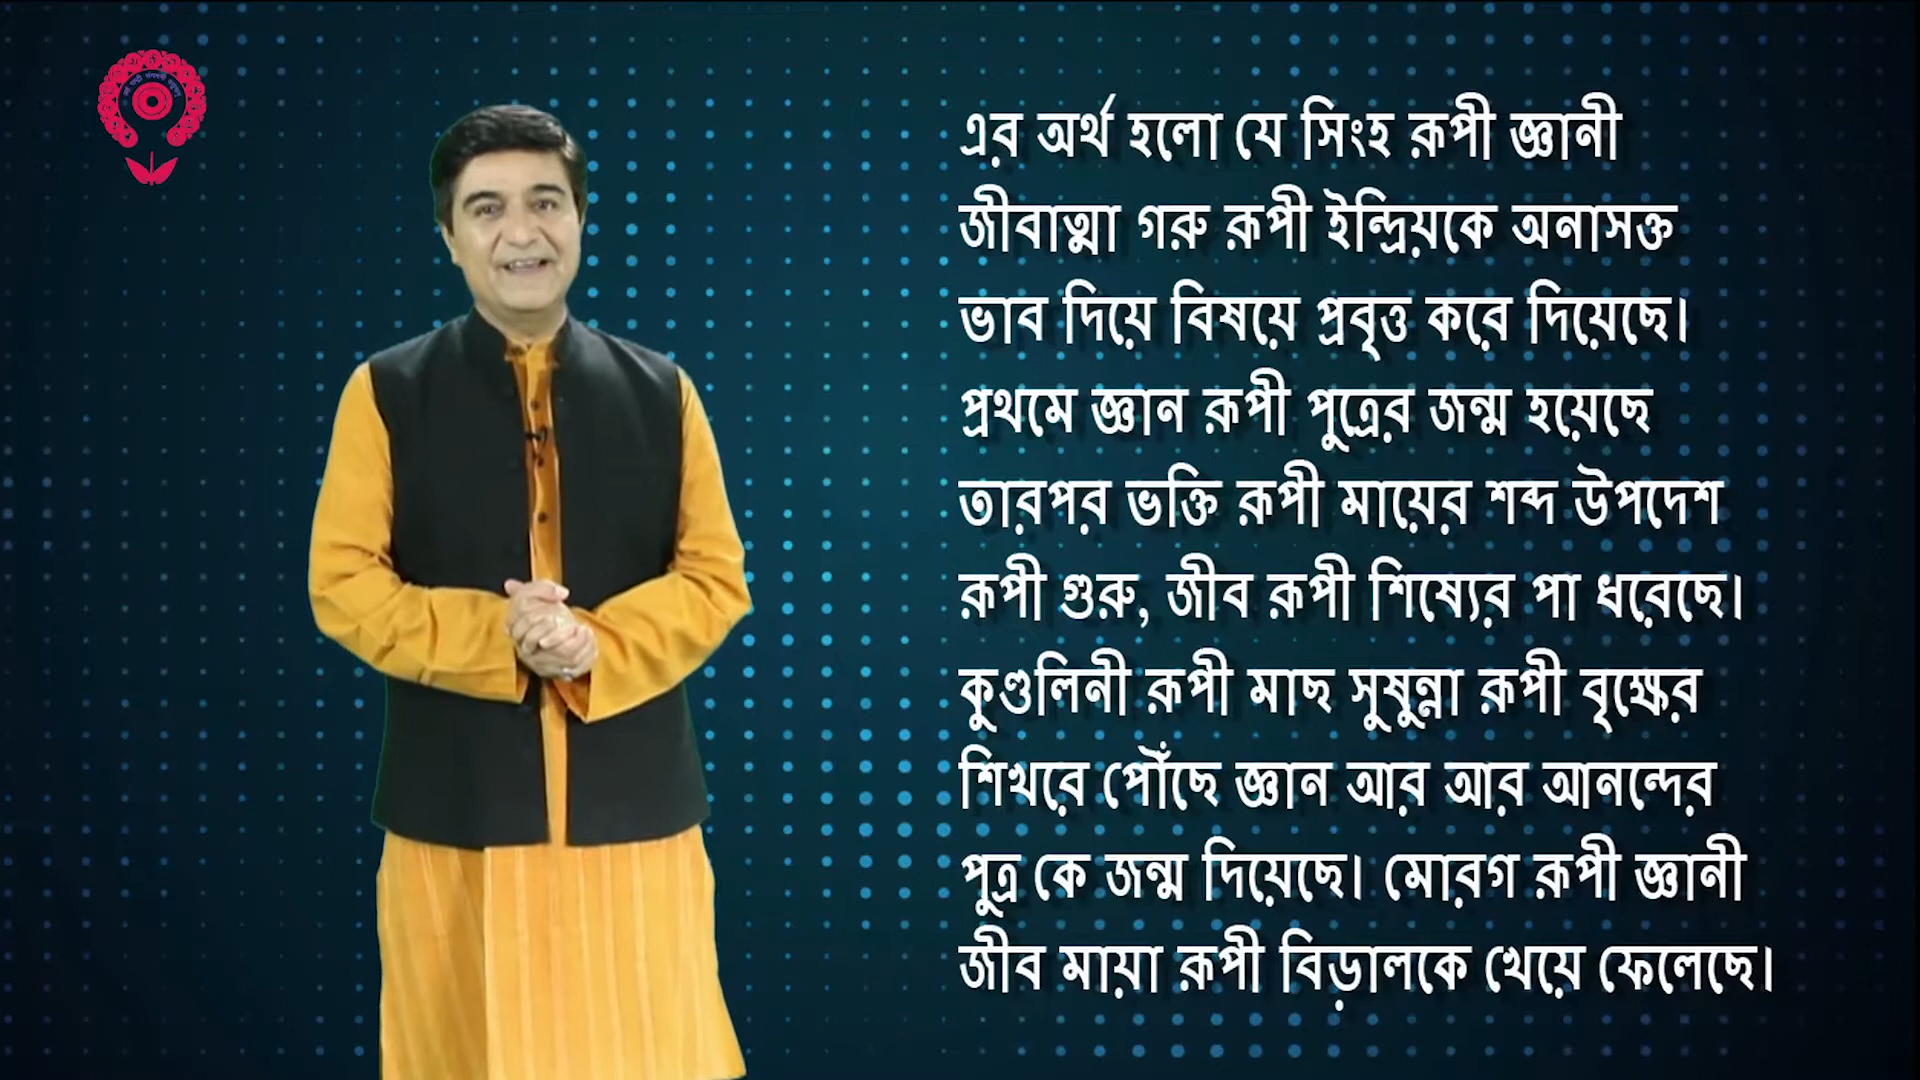 এর অর্থ হলো যে সিংহ রূপী জ্ঞানী
জীবাত্মা গরু রূপী ইন্দ্রিয়কে অনাসক্ত
ভাব দিয়ে বিষয়ে প্রবৃত্ত করে দিয়েছে।
প্রথমে জ্ঞান রূপী পুত্রের জন্ম হয়েছে
তারপর ভক্তি রূপী মায়ের শব্দ উপদেশ
রূপী গুরু, জীব রূপী শিষ্যের পা ধরেছে।
কুণ্ডলিনী রূপী মাছ সুষুম্না রূপী বৃক্ষের
শিখরে পৌঁছে জ্ঞান আর আর আনন্দের
পুত্র কে জন্ম দিয়েছে। মোরগ রূপী জ্ঞানী
জীব মায়া রূপী বিড়ালকে খেয়ে ফেলেছে।